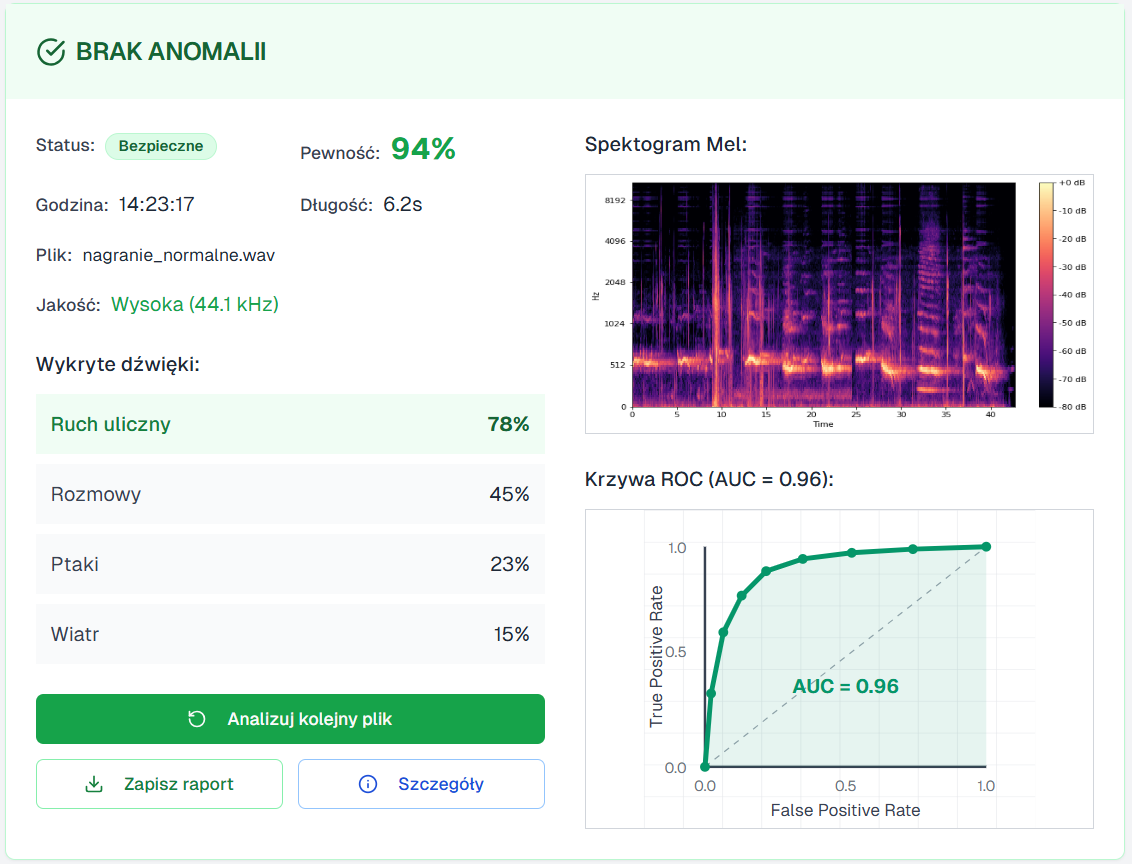 BRAK ANOMALII
Status: Bezpieczne
Pewność: 94%
Godzina: 14:23:17
Długość: 6.2s
Plik: nagranie_normalne.wav
Jakość: Wysoka (44.1 kHz)
Wykryte dźwięki:
Ruch uliczny 78%
Rozmowy 45%
Ptaki 23%
Wiatr 15%
Analizuj kolejny plik
Zapisz raport
Szczegóły
Spektogram Mel:
8192
4096
2048
1024
512
0
Hz
0 5 10 15 20 25 30 35 40
Time
+0 dB
-10 dB
-20 dB
-30 dB
-40 dB
-50 dB
-60 dB
-70 dB
-80 dB
Krzywa ROC (AUC = 0.96):
1.0
0.5
0.0
True Positive Rate
AUC = 0.96
0.0 0.5 1.0
False Positive Rate